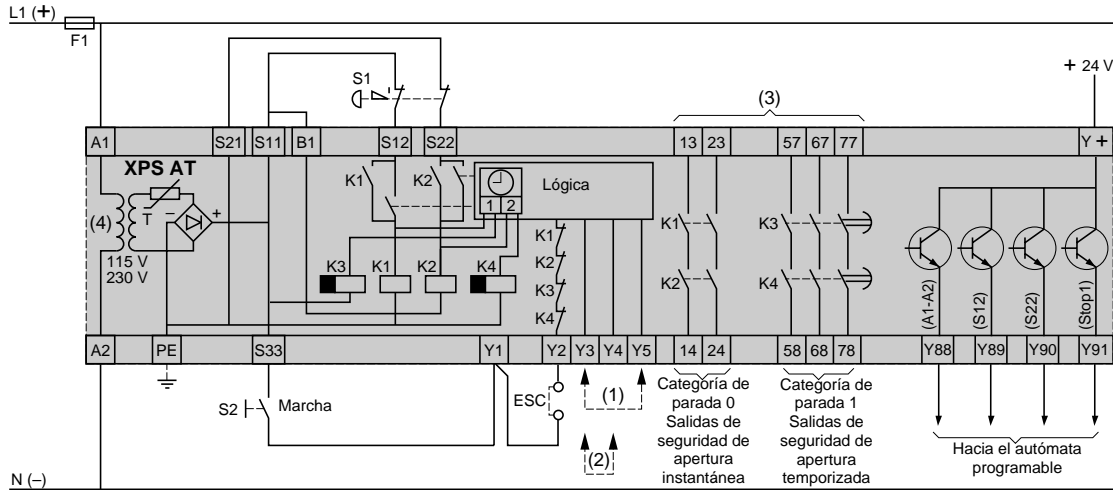 L1 (+)
F1
+ 24 V
S1
(3)
A1 S21 S11 B1 S12 S22 13 23 57 67 77 Y +
XPS AT
(4)
T
–
+
115 V
230 V
K1
K2
1 2
Lógica
K3 K1 K2 K4
K1
K2
K3
K4
K1
K2
K3
K4
(A1-A2)
(S12)
(S22)
(Stop1)
A2 PE S33 Y1 Y2 Y3 Y4 Y5 14 24 58 68 78 Y88 Y89 Y90 Y91
S2
Marcha
ESC
(1)
(2)
Categoría de
parada 0
Salidas de
seguridad de
apertura
instantánea
Categoría de
parada 1
Salidas de
seguridad de
apertura
temporizada
Hacia el autómata
programable
N (–)